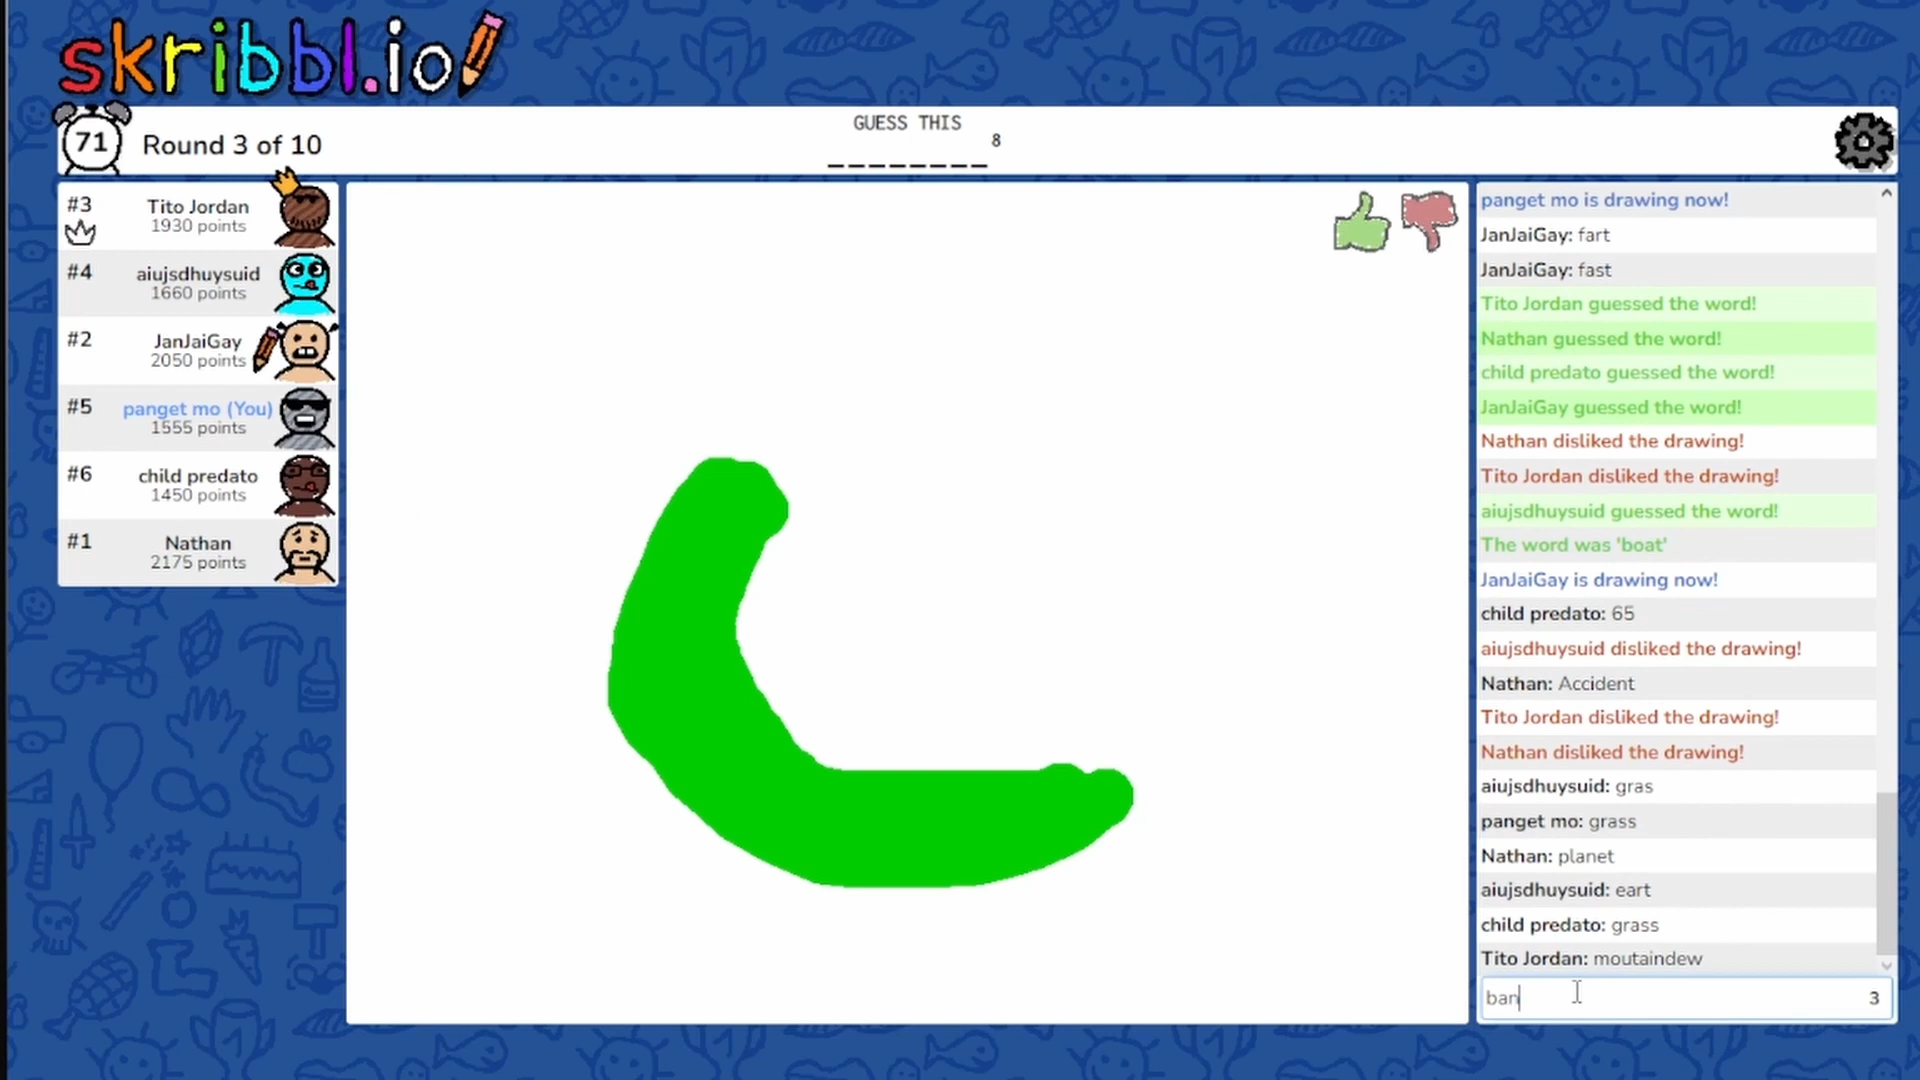 skribbl.io
71
Round 3 of 10
GUESS THIS
________ 8
#3
Tito Jordan
1930 points
#4
aiujsdhuysuid
1660 points
#2
JanJaiGay
2050 points
#5
panget mo (You)
1555 points
#6
child predato
1450 points
#1
Nathan
2175 points
panget mo is drawing now!
JanJaiGay: fart
JanJaiGay: fast
Tito Jordan guessed the word!
Nathan guessed the word!
child predato guessed the word!
JanJaiGay guessed the word!
Nathan disliked the drawing!
Tito Jordan disliked the drawing!
aiujsdhuysuid guessed the word!
The word was 'boat'
JanJaiGay is drawing now!
child predato: 65
aiujsdhuysuid disliked the drawing!
Nathan: Accident
Tito Jordan disliked the drawing!
Nathan disliked the drawing!
aiujsdhuysuid: gras
panget mo: grass
Nathan: planet
aiujsdhuysuid: eart
child predato: grass
Tito Jordan: moutaindew
ban 3